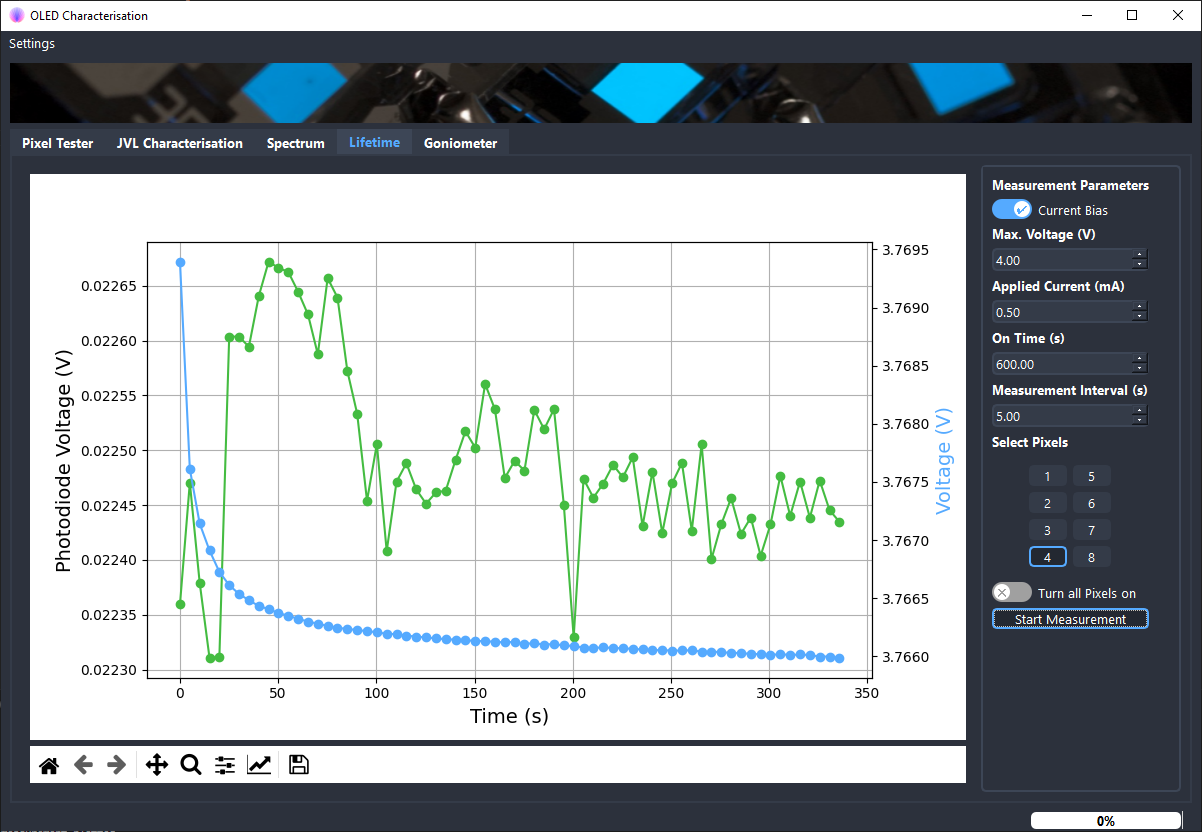 OLED Characterisation
Settings
Pixel Tester JVL Characterisation Spectrum Lifetime Goniometer
Photodiode Voltage (V)
0.02265
0.02260
0.02255
0.02250
0.02245
0.02240
0.02235
0.02230
0 50 100 150 200 250 300 350
Time (s)
3.7695
3.7690
3.7685
3.7680
3.7675
3.7670
3.7665
3.7660
Voltage (V)
Measurement Parameters
Current Bias
Max. Voltage (V)
4.00
Applied Current (mA)
0.50
On Time (s)
600.00
Measurement Interval (s)
5.00
Select Pixels
1 5
2 6
3 7
4 8
Turn all Pixels on
Start Measurement
0%